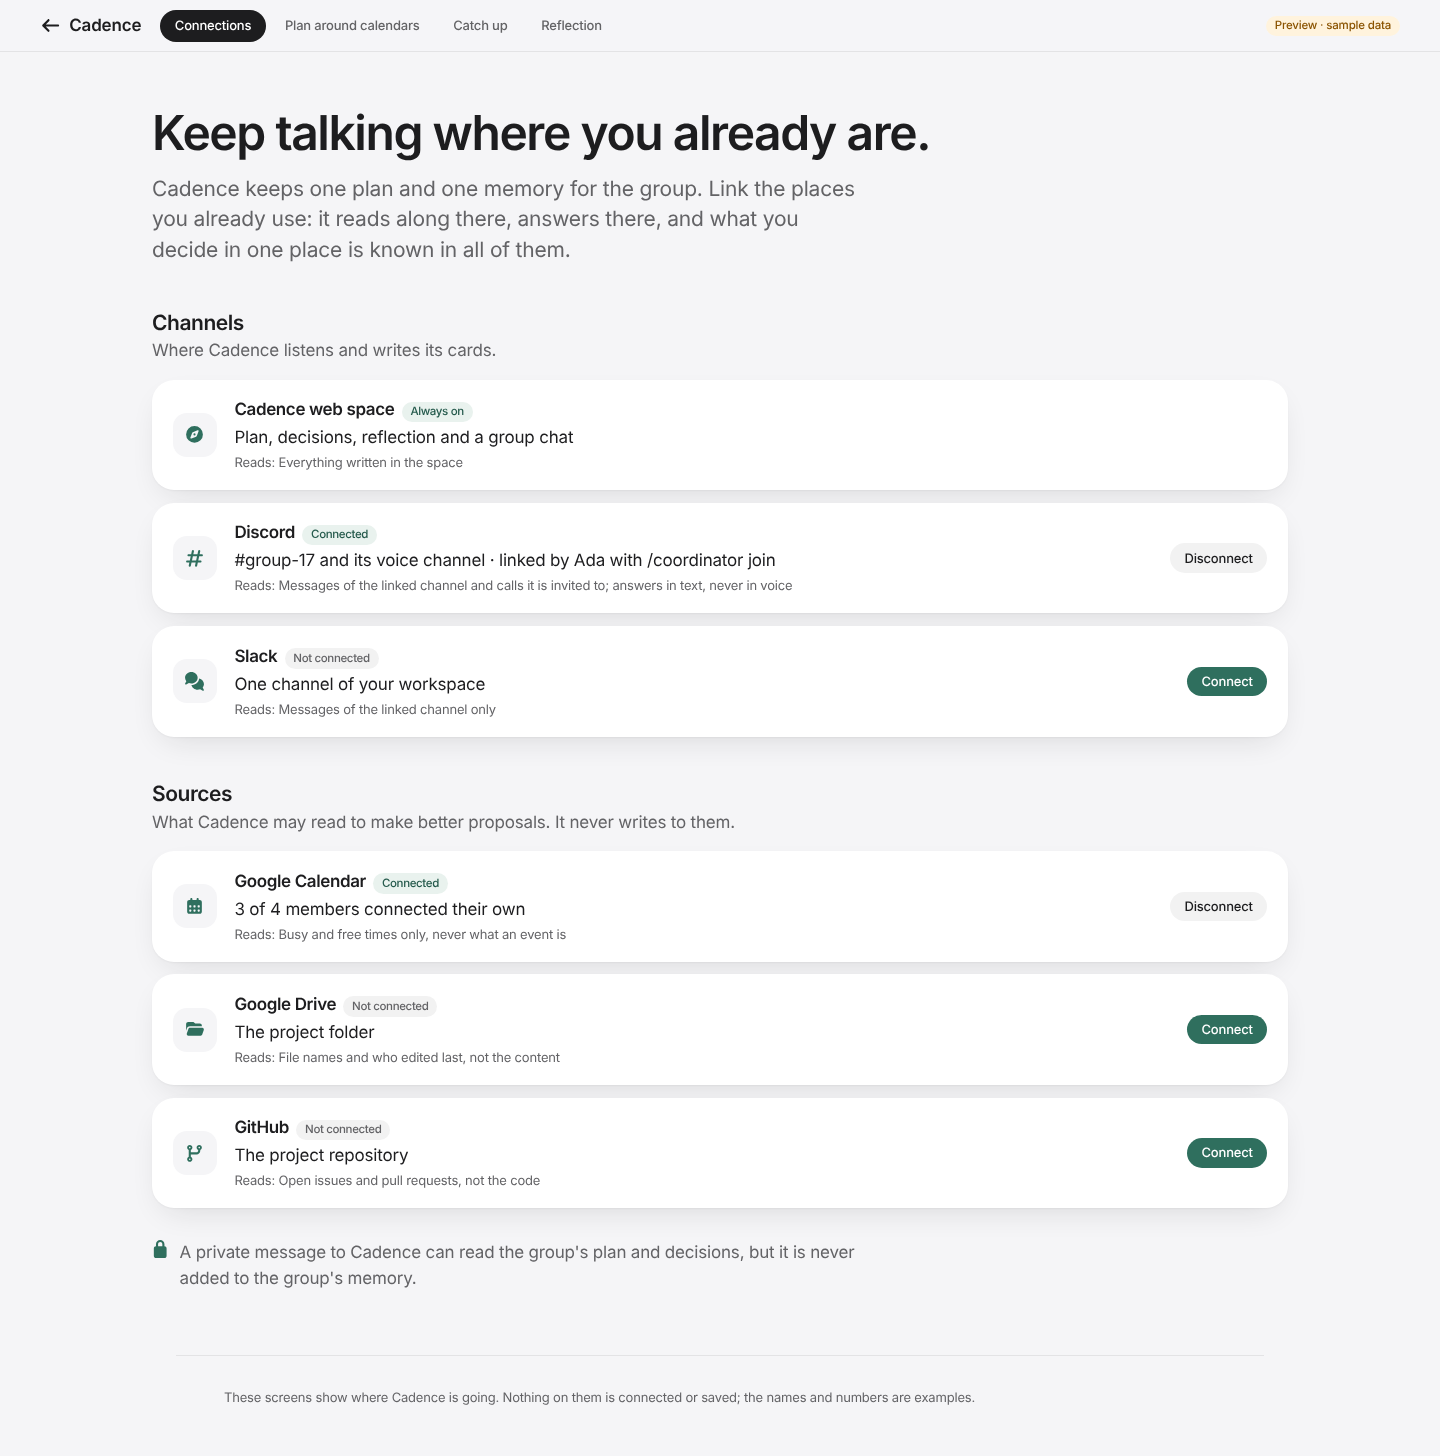 Cadence
Connections
Plan around calendars
Catch up
Reflection
Preview · sample data
Keep talking where you already are.
Cadence keeps one plan and one memory for the group. Link the places
you already use: it reads along there, answers there, and what you
decide in one place is known in all of them.
Channels
Where Cadence listens and writes its cards.
Cadence web space Always on
Plan, decisions, reflection and a group chat
Reads: Everything written in the space
Discord Connected
#group-17 and its voice channel · linked by Ada with /coordinator join
Reads: Messages of the linked channel and calls it is invited to; answers in text, never in voice
Disconnect
Slack Not connected
One channel of your workspace
Reads: Messages of the linked channel only
Connect
Sources
What Cadence may read to make better proposals. It never writes to them.
Google Calendar Connected
3 of 4 members connected their own
Reads: Busy and free times only, never what an event is
Disconnect
Google Drive Not connected
The project folder
Reads: File names and who edited last, not the content
Connect
GitHub Not connected
The project repository
Reads: Open issues and pull requests, not the code
Connect
A private message to Cadence can read the group's plan and decisions, but it is never
added to the group's memory.
These screens show where Cadence is going. Nothing on them is connected or saved; the names and numbers are examples.